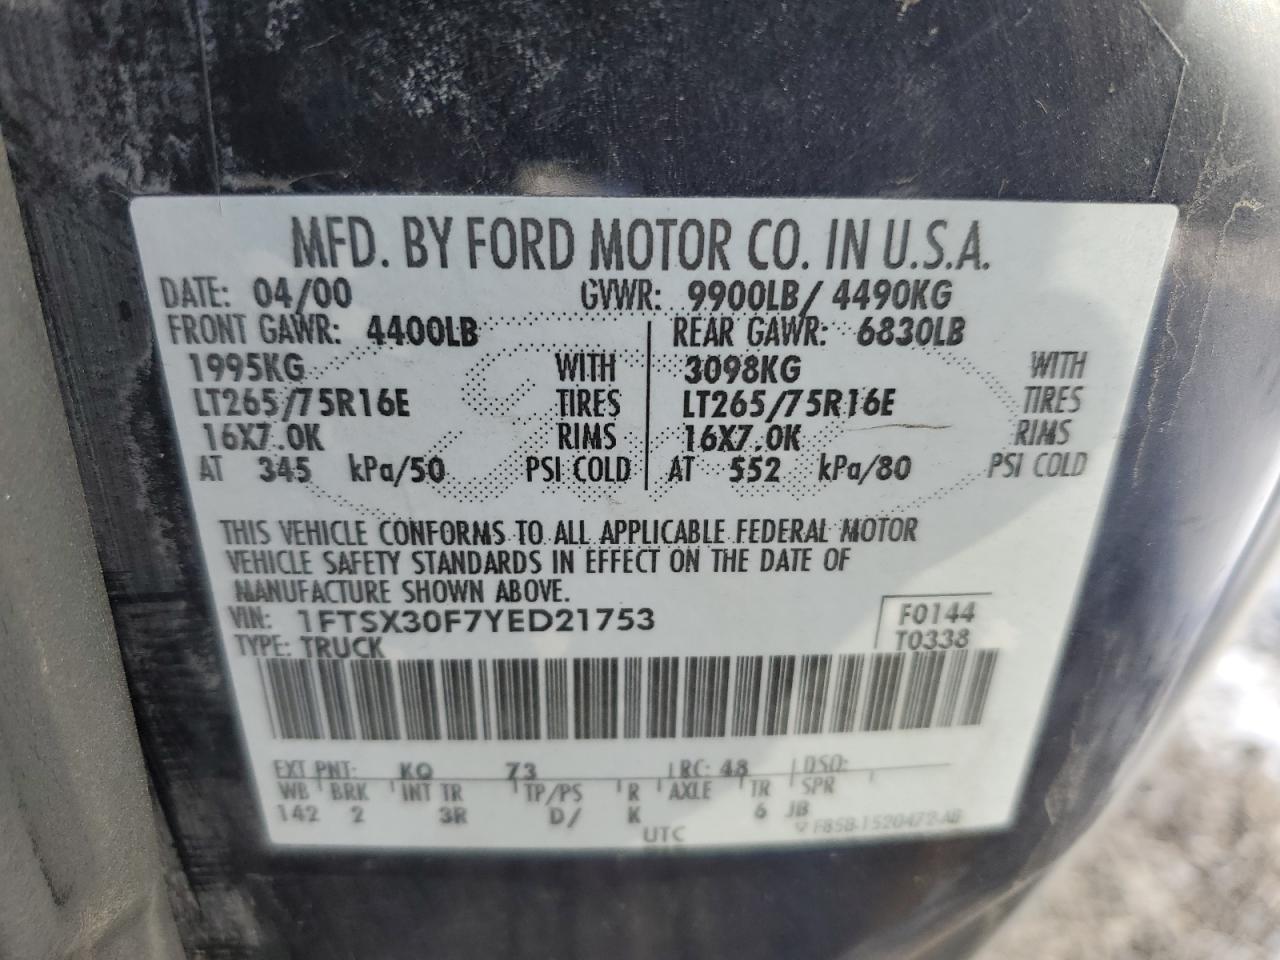 MFD. BY FORD MOTOR CO. IN U.S.A.
DATE: 04/00 GVWR: 9900LB/ 4490KG
FRONT GAWR: 4400LB REAR GAWR: 6830LB
1995KG WITH 3098KG WITH
LT265/75R16E TIRES LT265/75R16E TIRES
16X7.0K RIMS 16X7.0K RIMS
AT 345 kPa/50 PSI COLD AT 552 kPa/80 PSI COLD
THIS VEHICLE CONFORMS TO ALL APPLICABLE FEDERAL MOTOR
VEHICLE SAFETY STANDARDS IN EFFECT ON THE DATE OF
MANUFACTURE SHOWN ABOVE.
VIN: 1FTSX30F7YED21753 F0144
TYPE: TRUCK T0338
EXT PNT: KQ 73 RC: 48 DSO:
WB BRK INT TR TP/PS R AXLE TR SPR
142 2 3R D/ K 6 JB
UTC F85B-1520472-AB